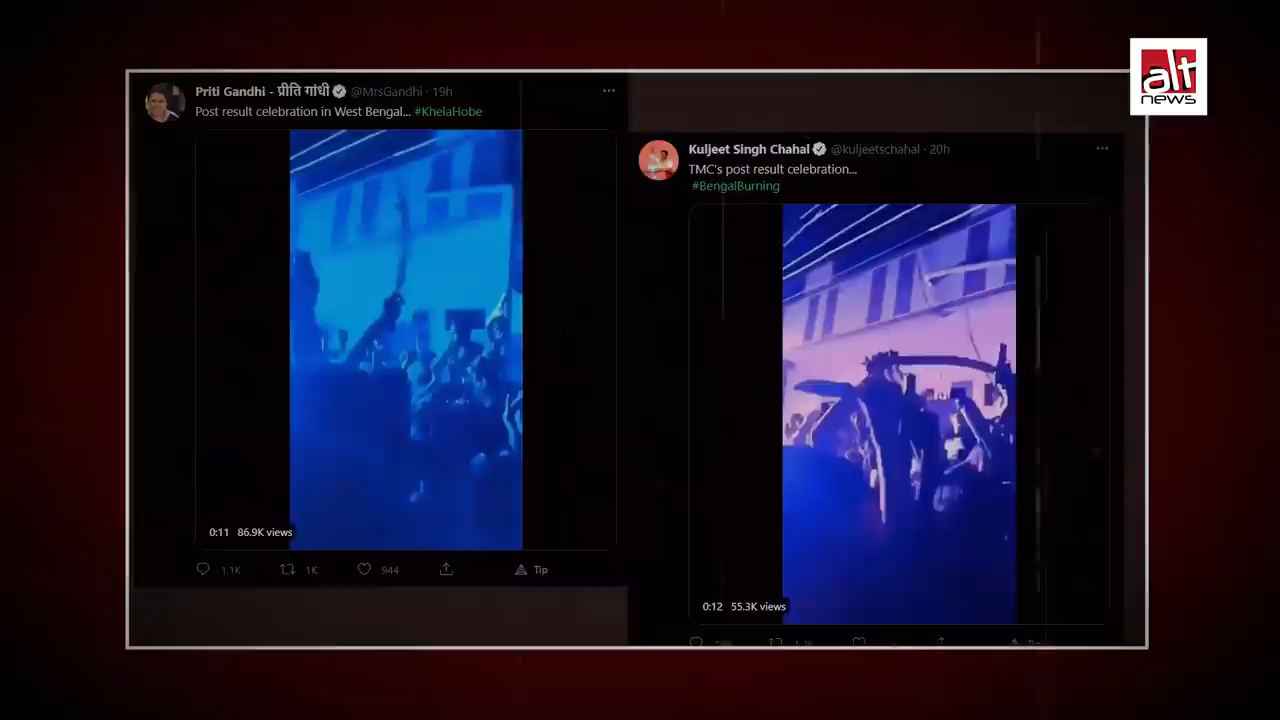 alt
news
Priti Gandhi - प्रीति गांधी @MrsGandhi · 19h
Post result celebration in West Bengal... #KhelaHobe
0:11 86.9K views
1.1K 1K 944 Tip
Kuljeet Singh Chahal @kuljeetschahal · 20h
TMC's post result celebration...
#BengalBurning
0:12 55.3K views